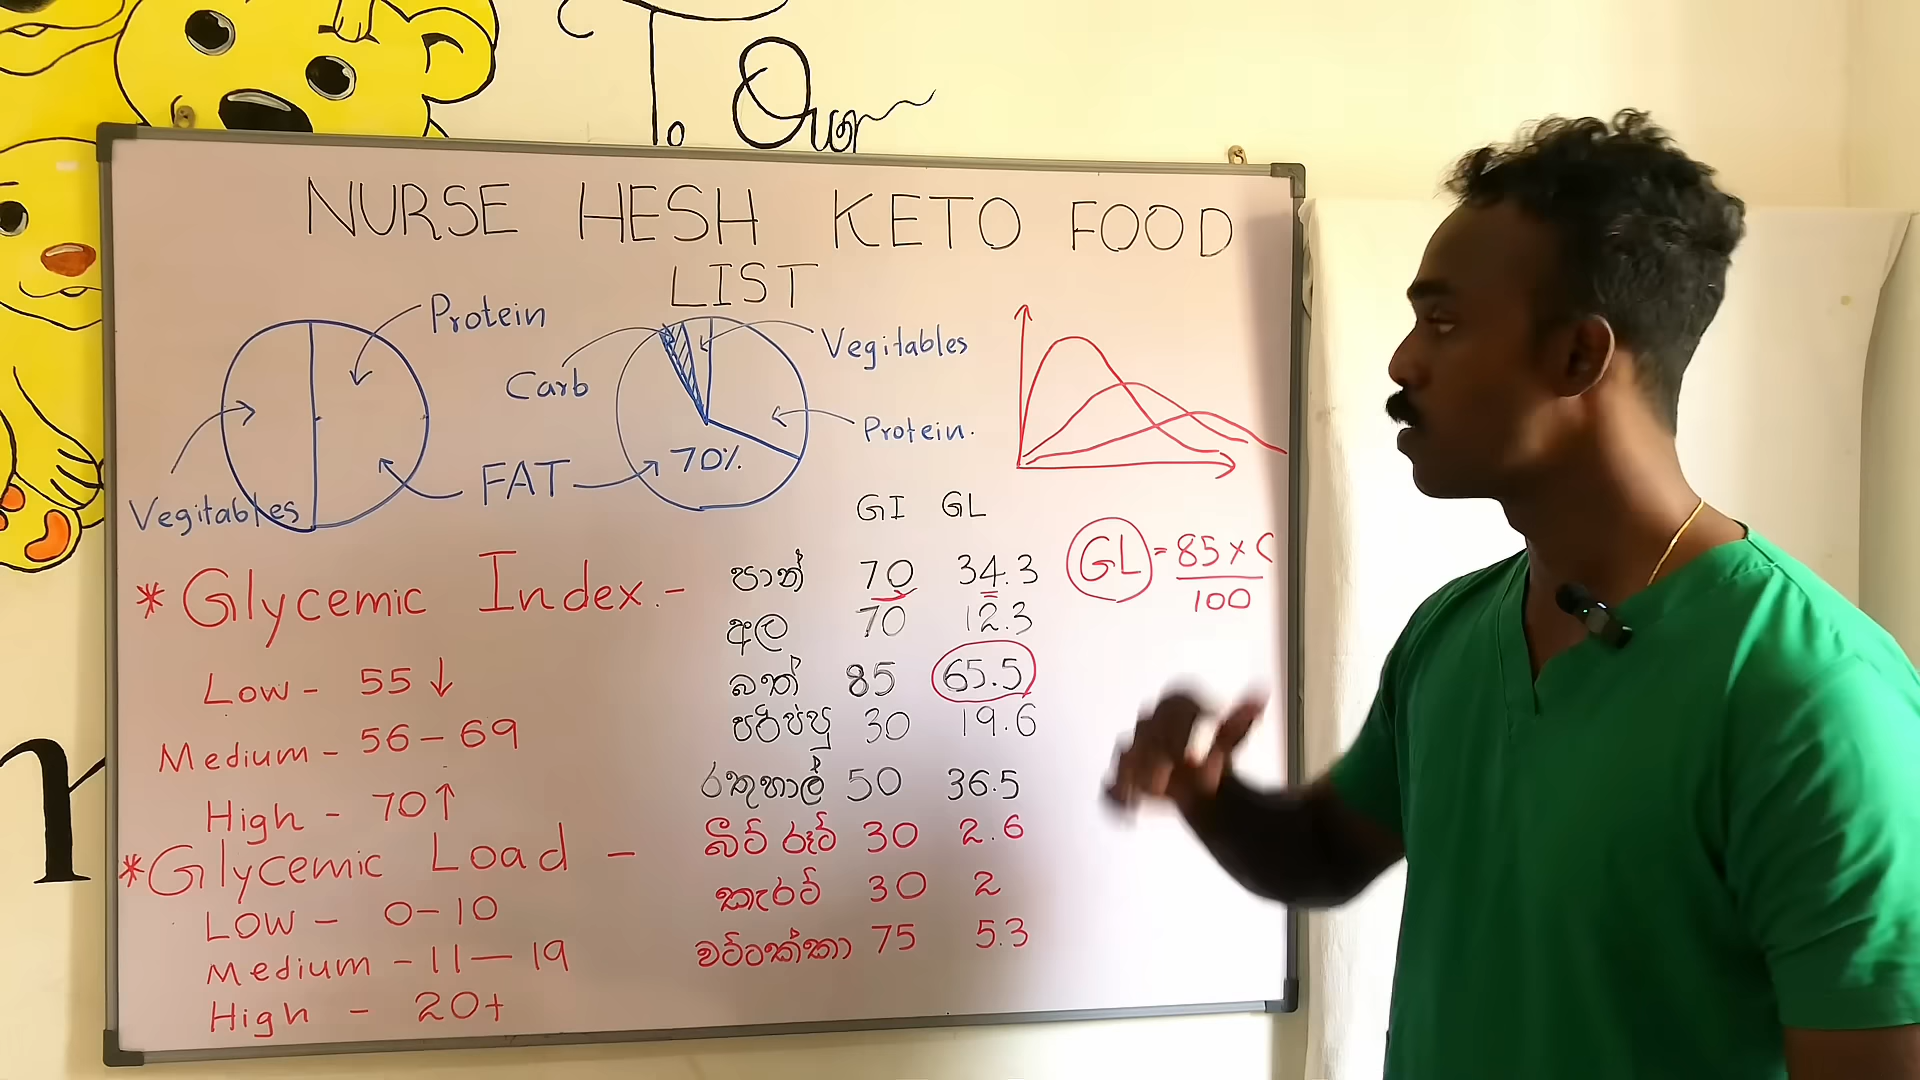 To Our
NURSE HESH KETO FOOD
LIST
Protein
Vegitables
FAT
Carb
Vegitables
Protein.
70%
GI GL
පාන් 70 34.3
අල 70 12.3
බත් 85 65.5
පරිප්පු 30 19.6
රතුහාල් 50 36.5
බීට් රූට් 30 2.6
කැරට් 30 2
වට්ටක්කා 75 5.3
GL = 85 x C
100
* Glycemic Index. -
Low - 55 ↓
Medium - 56 - 69
High - 70 ↑
* Glycemic Load -
LOW - 0-10
Medium - 11 - 19
High - 20+